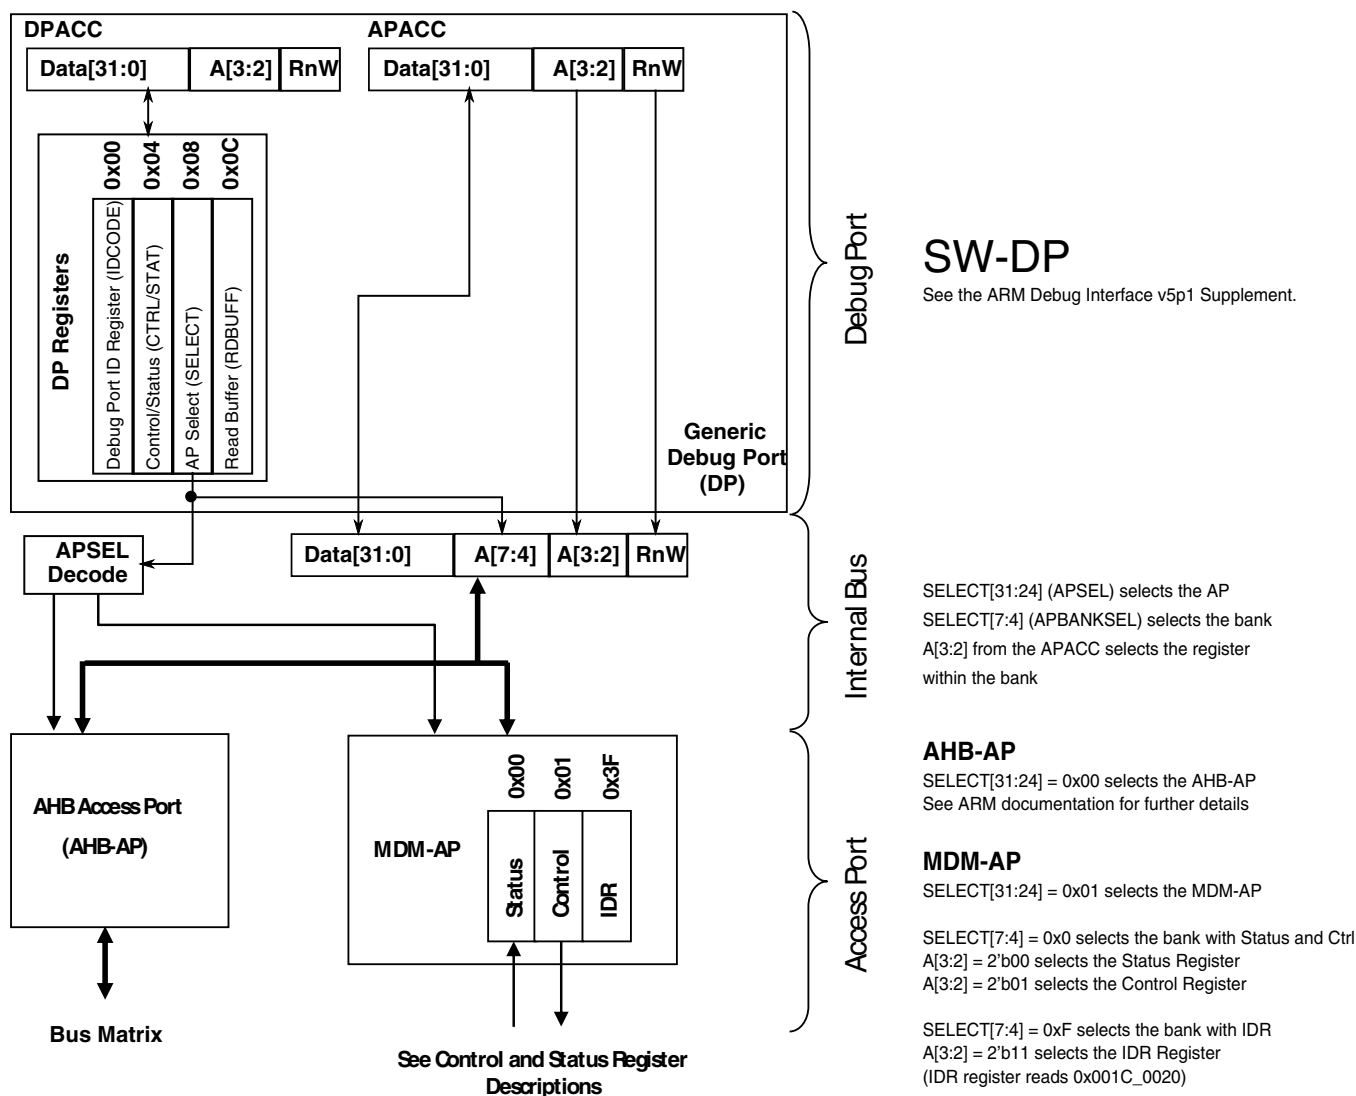 DPACC
Data[31:0] A[3:2] RnW
APACC
Data[31:0] A[3:2] RnW
DP Registers
0x00
0x04
0x08
0x0C
Debug Port ID Register (IDCODE)
Control/Status (CTRL/STAT)
AP Select (SELECT)
Read Buffer (RDBUFF)
Generic
Debug Port
(DP)
Debug Port
SW-DP
See the ARM Debug Interface v5p1 Supplement.
APSEL
Decode
Data[31:0] A[7:4] A[3:2] RnW
Internal Bus
SELECT[31:24] (APSEL) selects the AP
SELECT[7:4] (APBANKSEL) selects the bank
A[3:2] from the APACC selects the register
within the bank
AHB Access Port
(AHB-AP)
Bus Matrix
MDM-AP
0x00
0x01
0x3F
Status
Control
IDR
See Control and Status Register
Descriptions
Access Port
AHB-AP
SELECT[31:24] = 0x00 selects the AHB-AP
See ARM documentation for further details
MDM-AP
SELECT[31:24] = 0x01 selects the MDM-AP
SELECT[7:4] = 0x0 selects the bank with Status and Ctrl
A[3:2] = 2'b00 selects the Status Register
A[3:2] = 2'b01 selects the Control Register
SELECT[7:4] = 0xF selects the bank with IDR
A[3:2] = 2'b11 selects the IDR Register
(IDR register reads 0x001C_0020)